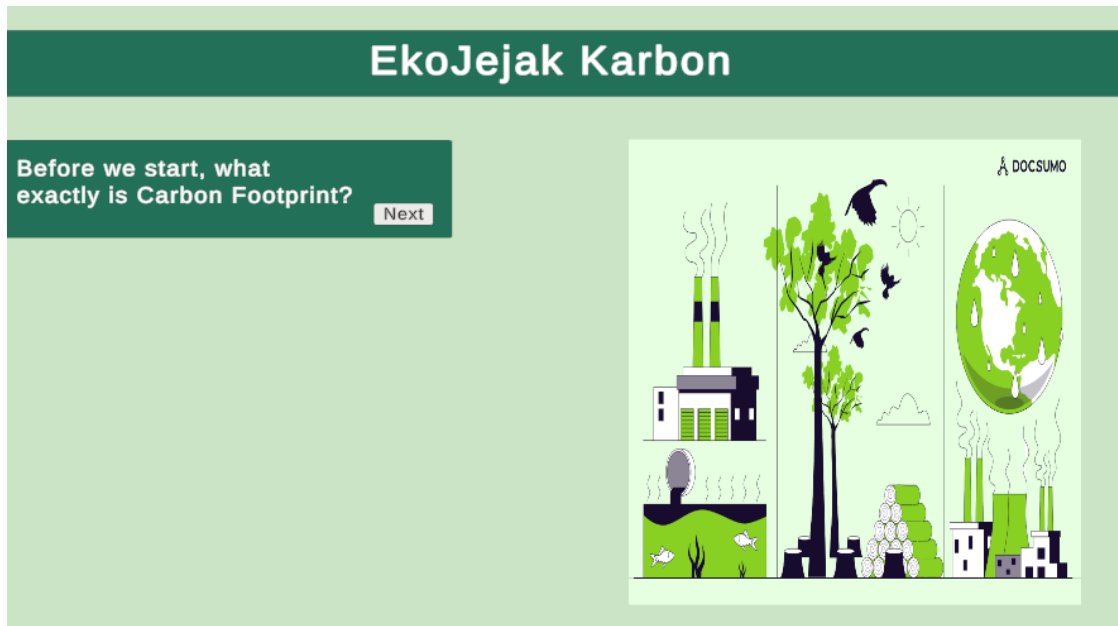 EkoJejak Karbon
Before we start, what
exactly is Carbon Footprint?
Next
DOCSUMO